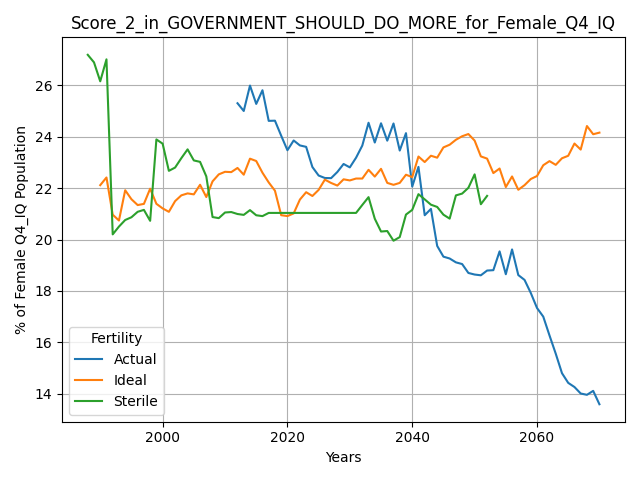 Score_2_in_GOVERNMENT_SHOULD_DO_MORE_for_Female_Q4_IQ
% of Female Q4_IQ Population
26
24
22
20
18
16
14
Fertility
Actual
Ideal
Sterile
2000
2020
2040
2060
Years